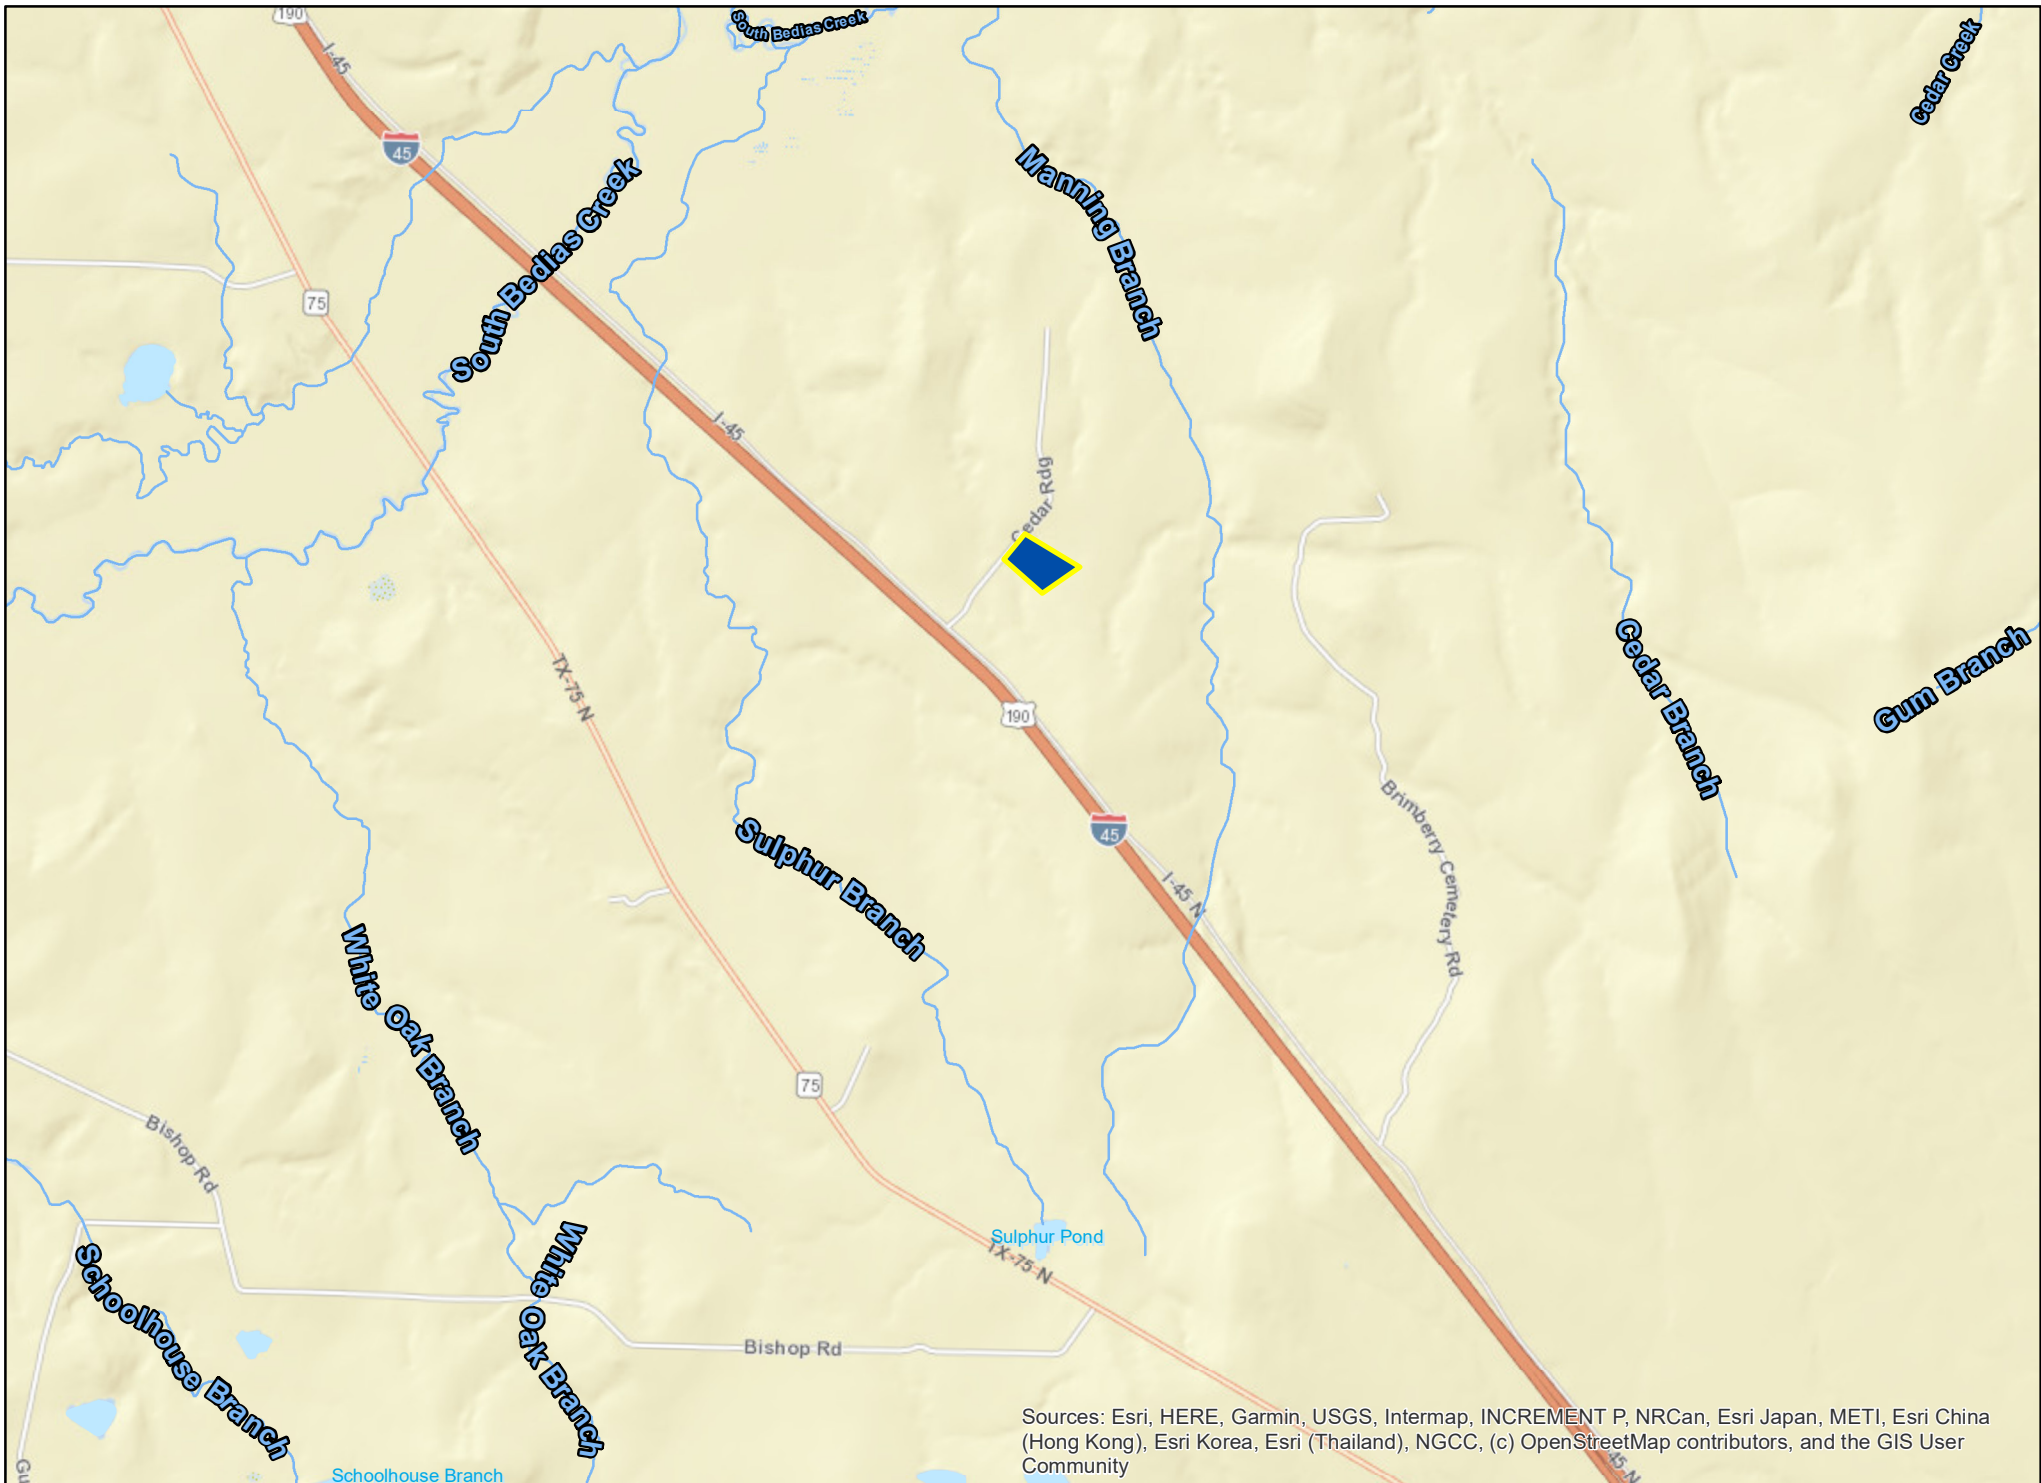 190
I-45
South Bedias Creek
Cedar Creek
45
South Bedias Creek
Manning Branch
75
I-45
Cedar Rdg
TX-75 N
Cedar Branch
Gum Branch
190
Brimberry Cemetery Rd
45
Sulphur Branch
I-45 N
White Oak Branch
75
Bishop Rd
White Oak Branch
Sulphur Pond
TX-75 N
Schoolhouse Branch
Bishop Rd
Sources: Esri, HERE, Garmin, USGS, Intermap, INCREMENT P, NRCan, Esri Japan, METI, Esri China
(Hong Kong), Esri Korea, Esri (Thailand), NGCC, (c) OpenStreetMap contributors, and the GIS User
Community
Gu
Schoolhouse Branch
45 N